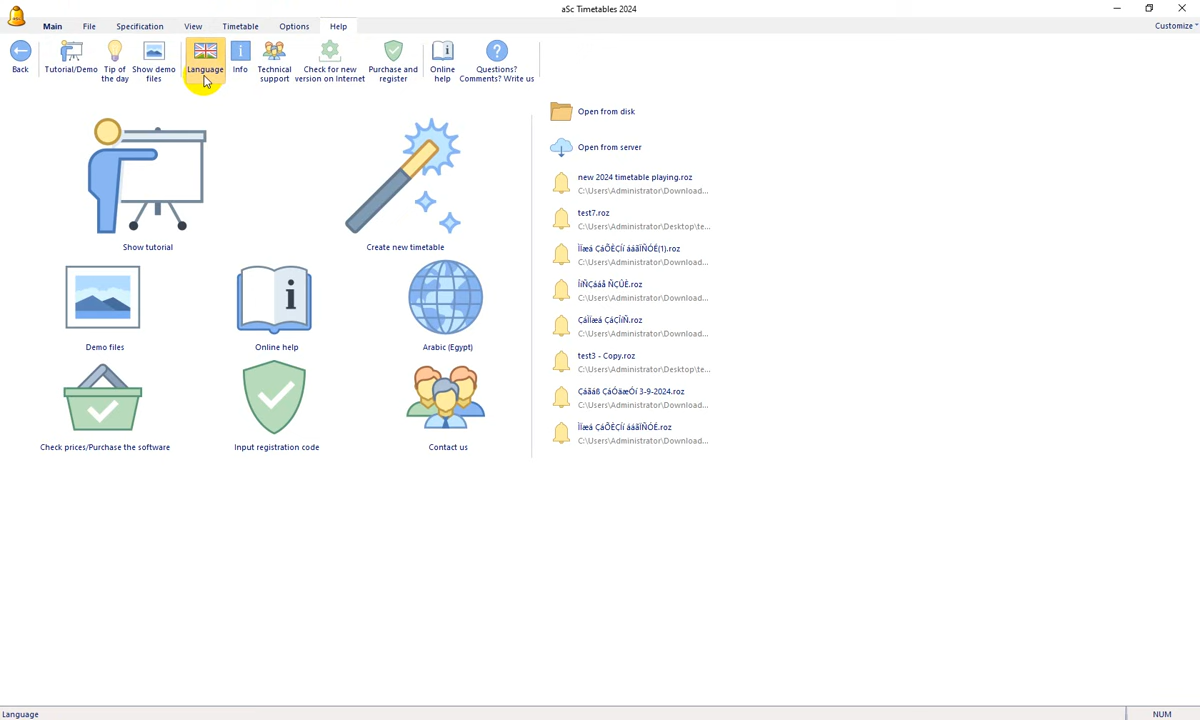 aSc Timetables 2024
Main File Specification View Timetable Options Help
Customize
Back
Tutorial/Demo
Tip of
the day
Show demo
files
Language
Info
Technical
support
Check for new
version on Internet
Purchase and
register
Online
help
Questions?
Comments? Write us
Show tutorial
Create new timetable
Demo files
Online help
Arabic (Egypt)
Check prices/Purchase the software
Input registration code
Contact us
Open from disk
Open from server
new 2024 timetable playing.roz
C:\Users\Administrator\Download...
test7.roz
C:\Users\Administrator\Desktop\te...
C:\Users\Administrator\Download...
C:\Users\Administrator\Download...
C:\Users\Administrator\Download...
test3 - Copy.roz
C:\Users\Administrator\Desktop\te...
3-9-2024.roz
C:\Users\Administrator\Download...
C:\Users\Administrator\Download...
Language
NUM